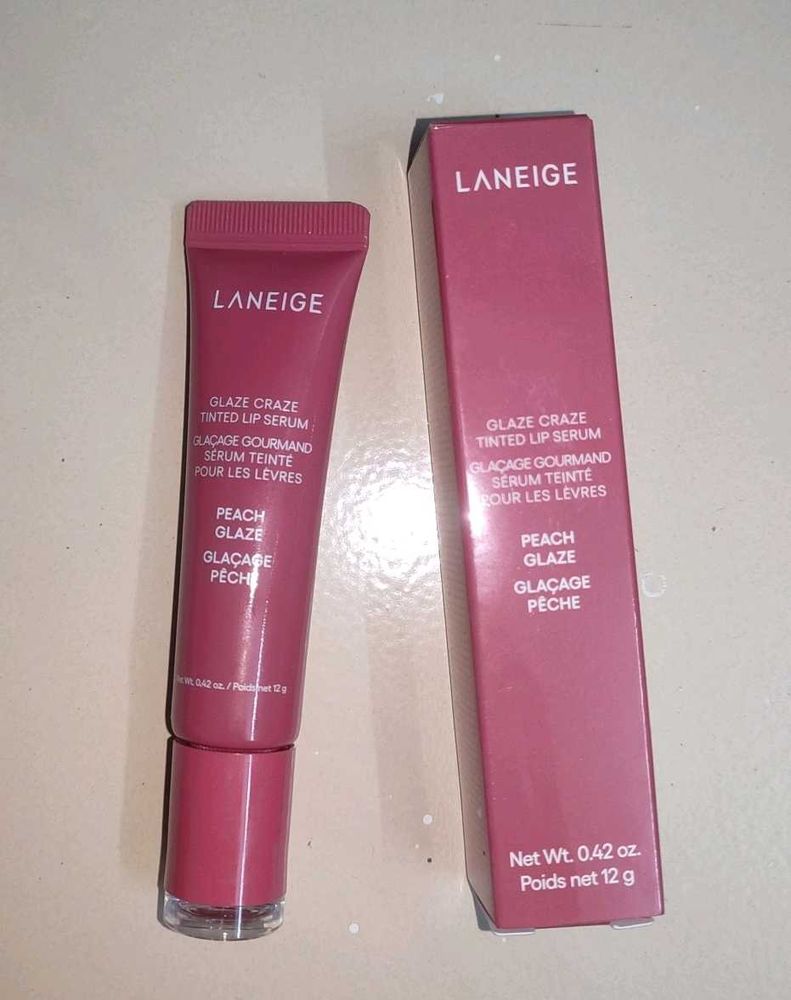 LANEIGE
GLAZE CRAZE
TINTED LIP SERUM
GLAÇAGE GOURMAND
SÉRUM TEINTÉ
POUR LES LÈVRES
PEACH
GLAZE
GLAÇAGE
PÊCHE
Net Wt. 0.42 oz. / Poids net 12 g
LANEIGE
GLAZE CRAZE
TINTED LIP SERUM
GLAÇAGE GOURMAND
SÉRUM TEINTÉ
POUR LES LÈVRES
PEACH
GLAZE
GLAÇAGE
PÊCHE
Net Wt. 0.42 oz.
Poids net 12 g